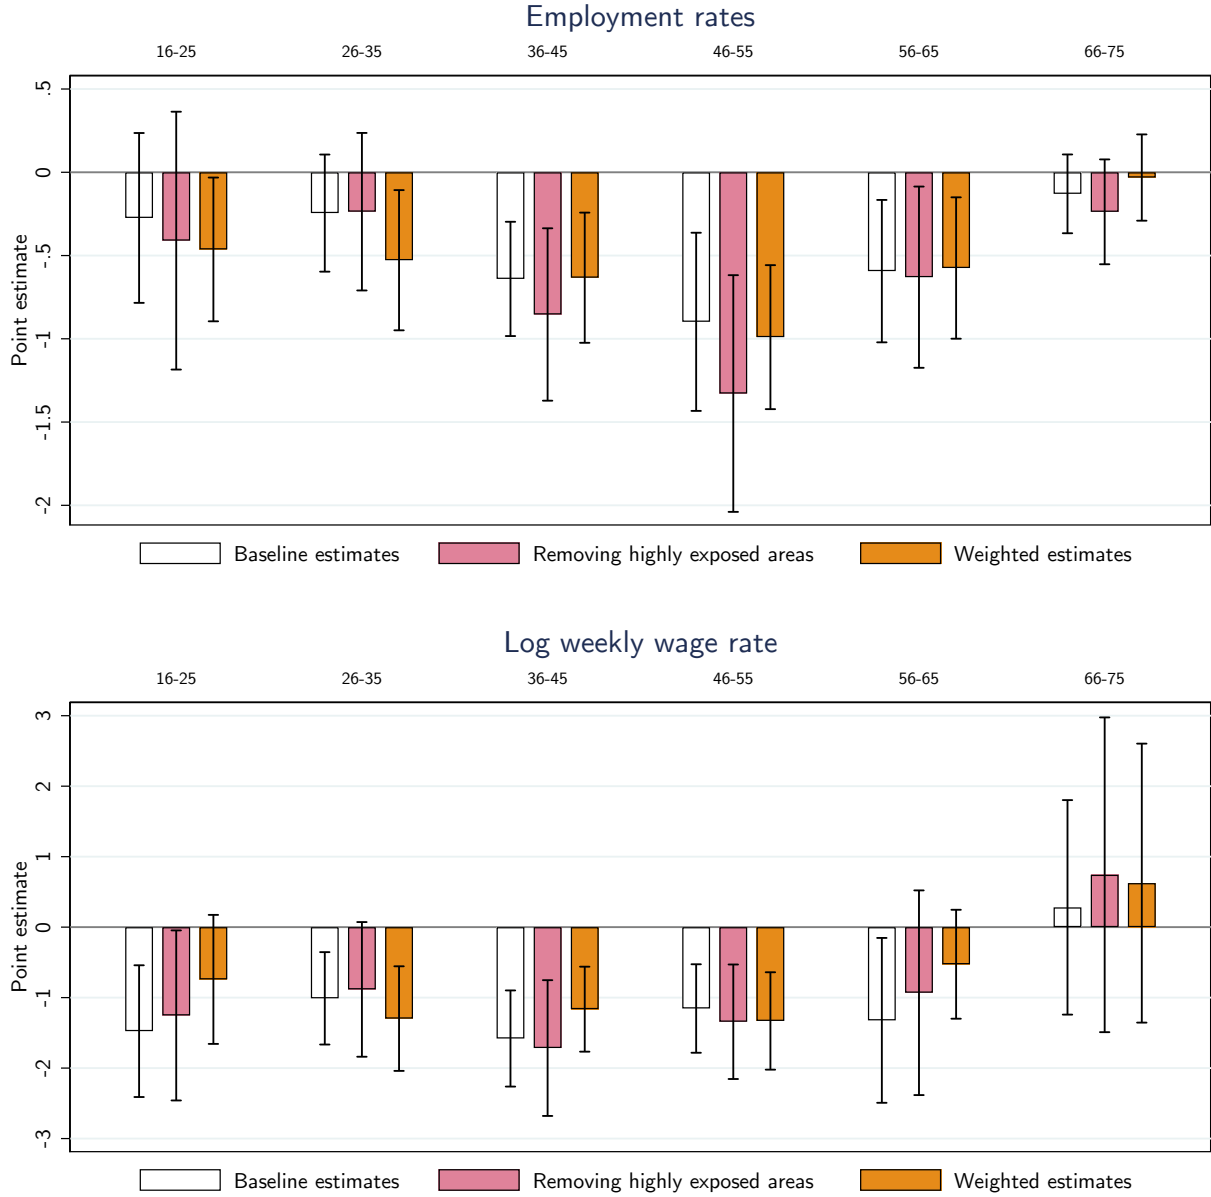 Employment rates
16-25 26-35 36-45 46-55 56-65 66-75
.5
0
-.5
-1
-1.5
-2
Point estimate
Baseline estimates Removing highly exposed areas Weighted estimates
Log weekly wage rate
16-25 26-35 36-45 46-55 56-65 66-75
3
2
1
0
-1
-2
-3
Point estimate
Baseline estimates Removing highly exposed areas Weighted estimates